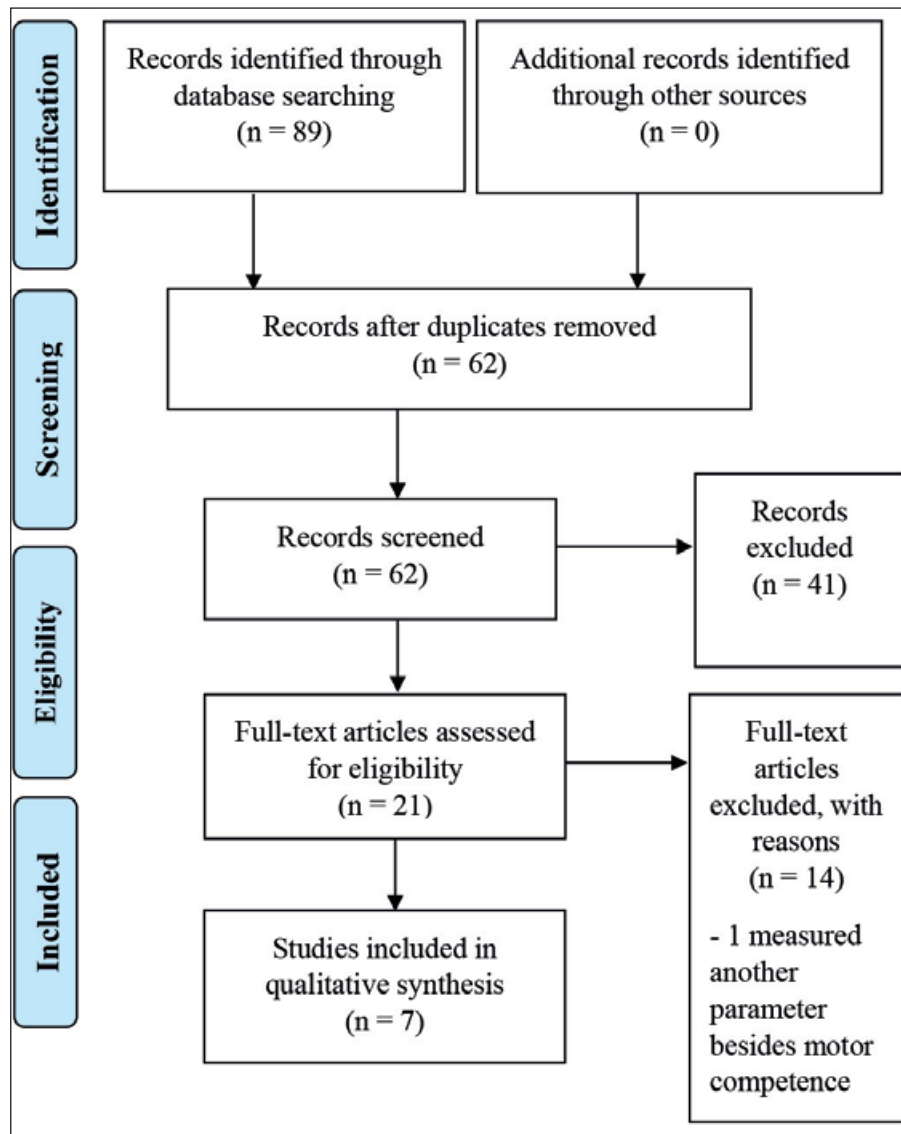 Identification
Records identified through
database searching
(n = 89)
Additional records identified
through other sources
(n = 0)
Screening
Records after duplicates removed
(n = 62)
Records screened
(n = 62)
Records
excluded
(n = 41)
Eligibility
Full-text articles assessed
for eligibility
(n = 21)
Full-text
articles
excluded, with
reasons
(n = 14)
- 1 measured
another
parameter
besides motor
competence
Included
Studies included in
qualitative synthesis
(n = 7)